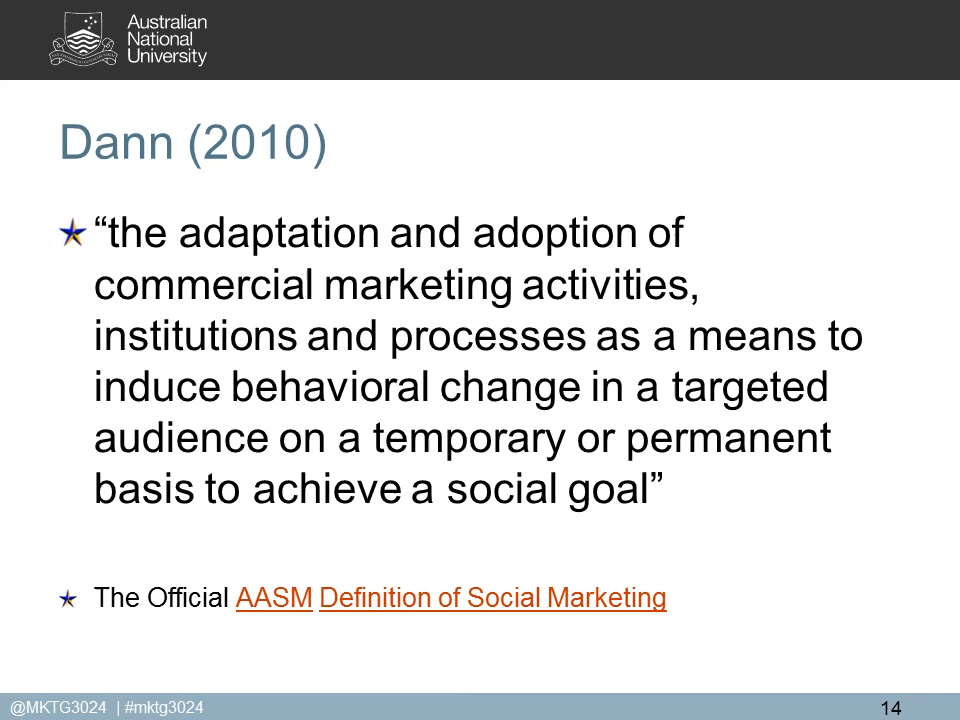 Australian
National
University
Dann (2010)
“the adaptation and adoption of
commercial marketing activities,
institutions and processes as a means to
induce behavioral change in a targeted
audience on a temporary or permanent
basis to achieve a social goal”
The Official AASM Definition of Social Marketing
@MKTG3024 | #mktg3024
14